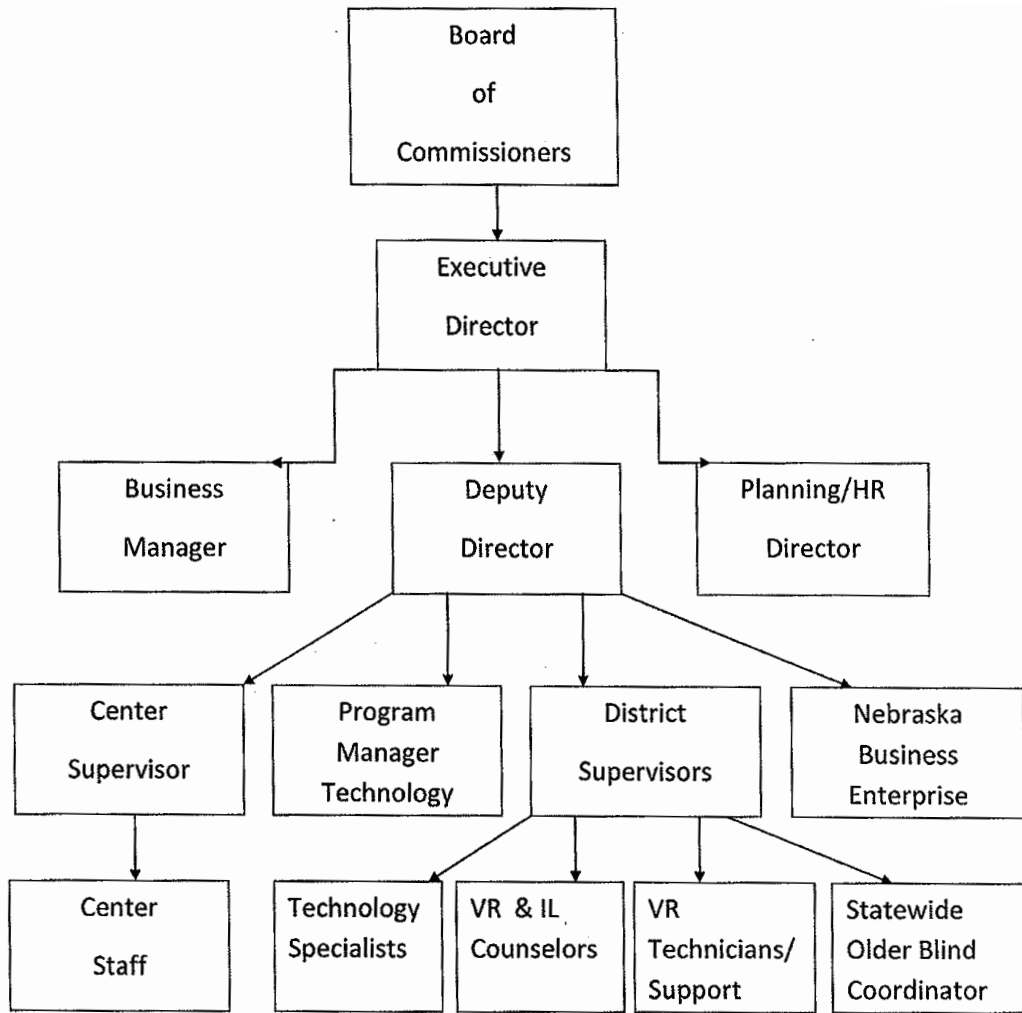 Board
of
Commissioners
Executive
Director
Business
Manager
Deputy
Director
Planning/HR
Director
Center
Supervisor
Program
Manager
Technology
District
Supervisors
Nebraska
Business
Enterprise
Center
Staff
Technology
Specialists
VR & IL
Counselors
VR
Technicians/
Support
Statewide
Older Blind
Coordinator